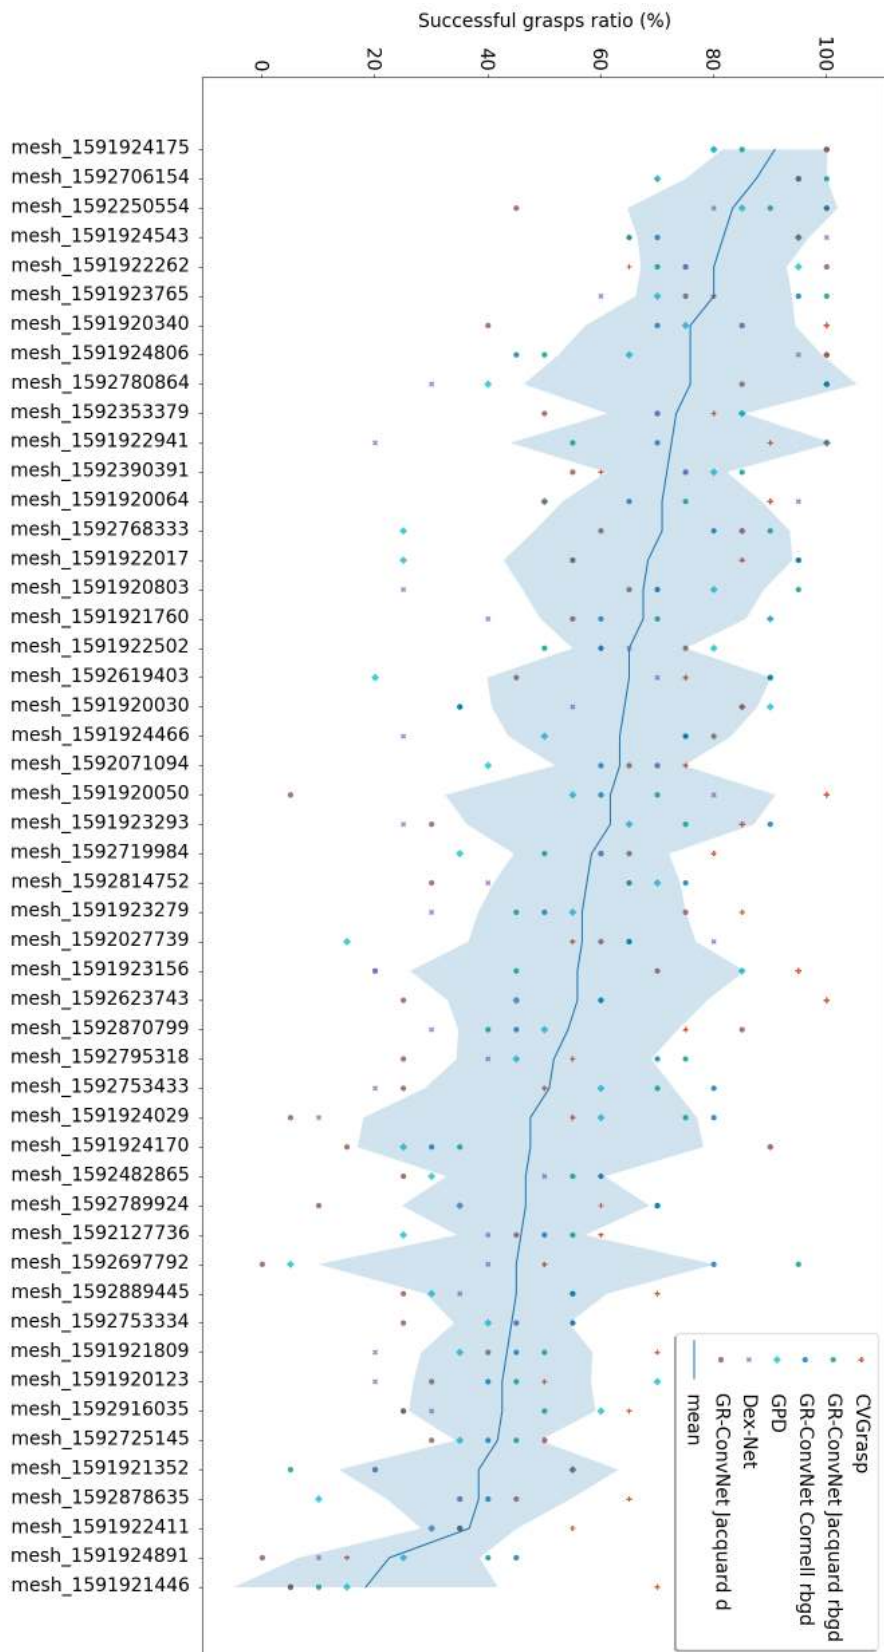 Successful grasps ratio (%)
0
20
40
60
80
100
mesh_1591924175
mesh_1592706154
mesh_1592250554
mesh_1591924543
mesh_1591922262
mesh_1591923765
mesh_1591920340
mesh_1591924806
mesh_1592780864
mesh_1592353379
mesh_1591922941
mesh_1592390391
mesh_1591920064
mesh_1592768333
mesh_1591922017
mesh_1591920803
mesh_1591921760
mesh_1591922502
mesh_1592619403
mesh_1591920030
mesh_1591924466
mesh_1592071094
mesh_1591920050
mesh_1591923293
mesh_1592719984
mesh_1592814752
mesh_1591923279
mesh_1592027739
mesh_1591923156
mesh_1592623743
mesh_1592870799
mesh_1592795318
mesh_1592753433
mesh_1591924029
mesh_1591924170
mesh_1592482865
mesh_1592789924
mesh_1592127736
mesh_1592697792
mesh_1592889445
mesh_1592753334
mesh_1591921809
mesh_1591920123
mesh_1592916035
mesh_1592725145
mesh_1591921352
mesh_1592878635
mesh_1591922411
mesh_1591924891
mesh_1591921446
CVGrasp
GR-ConvNet Jacquard rbgd
GR-ConvNet Cornell rbgd
GPD
Dex-Net
GR-ConvNet Jacquard d
mean